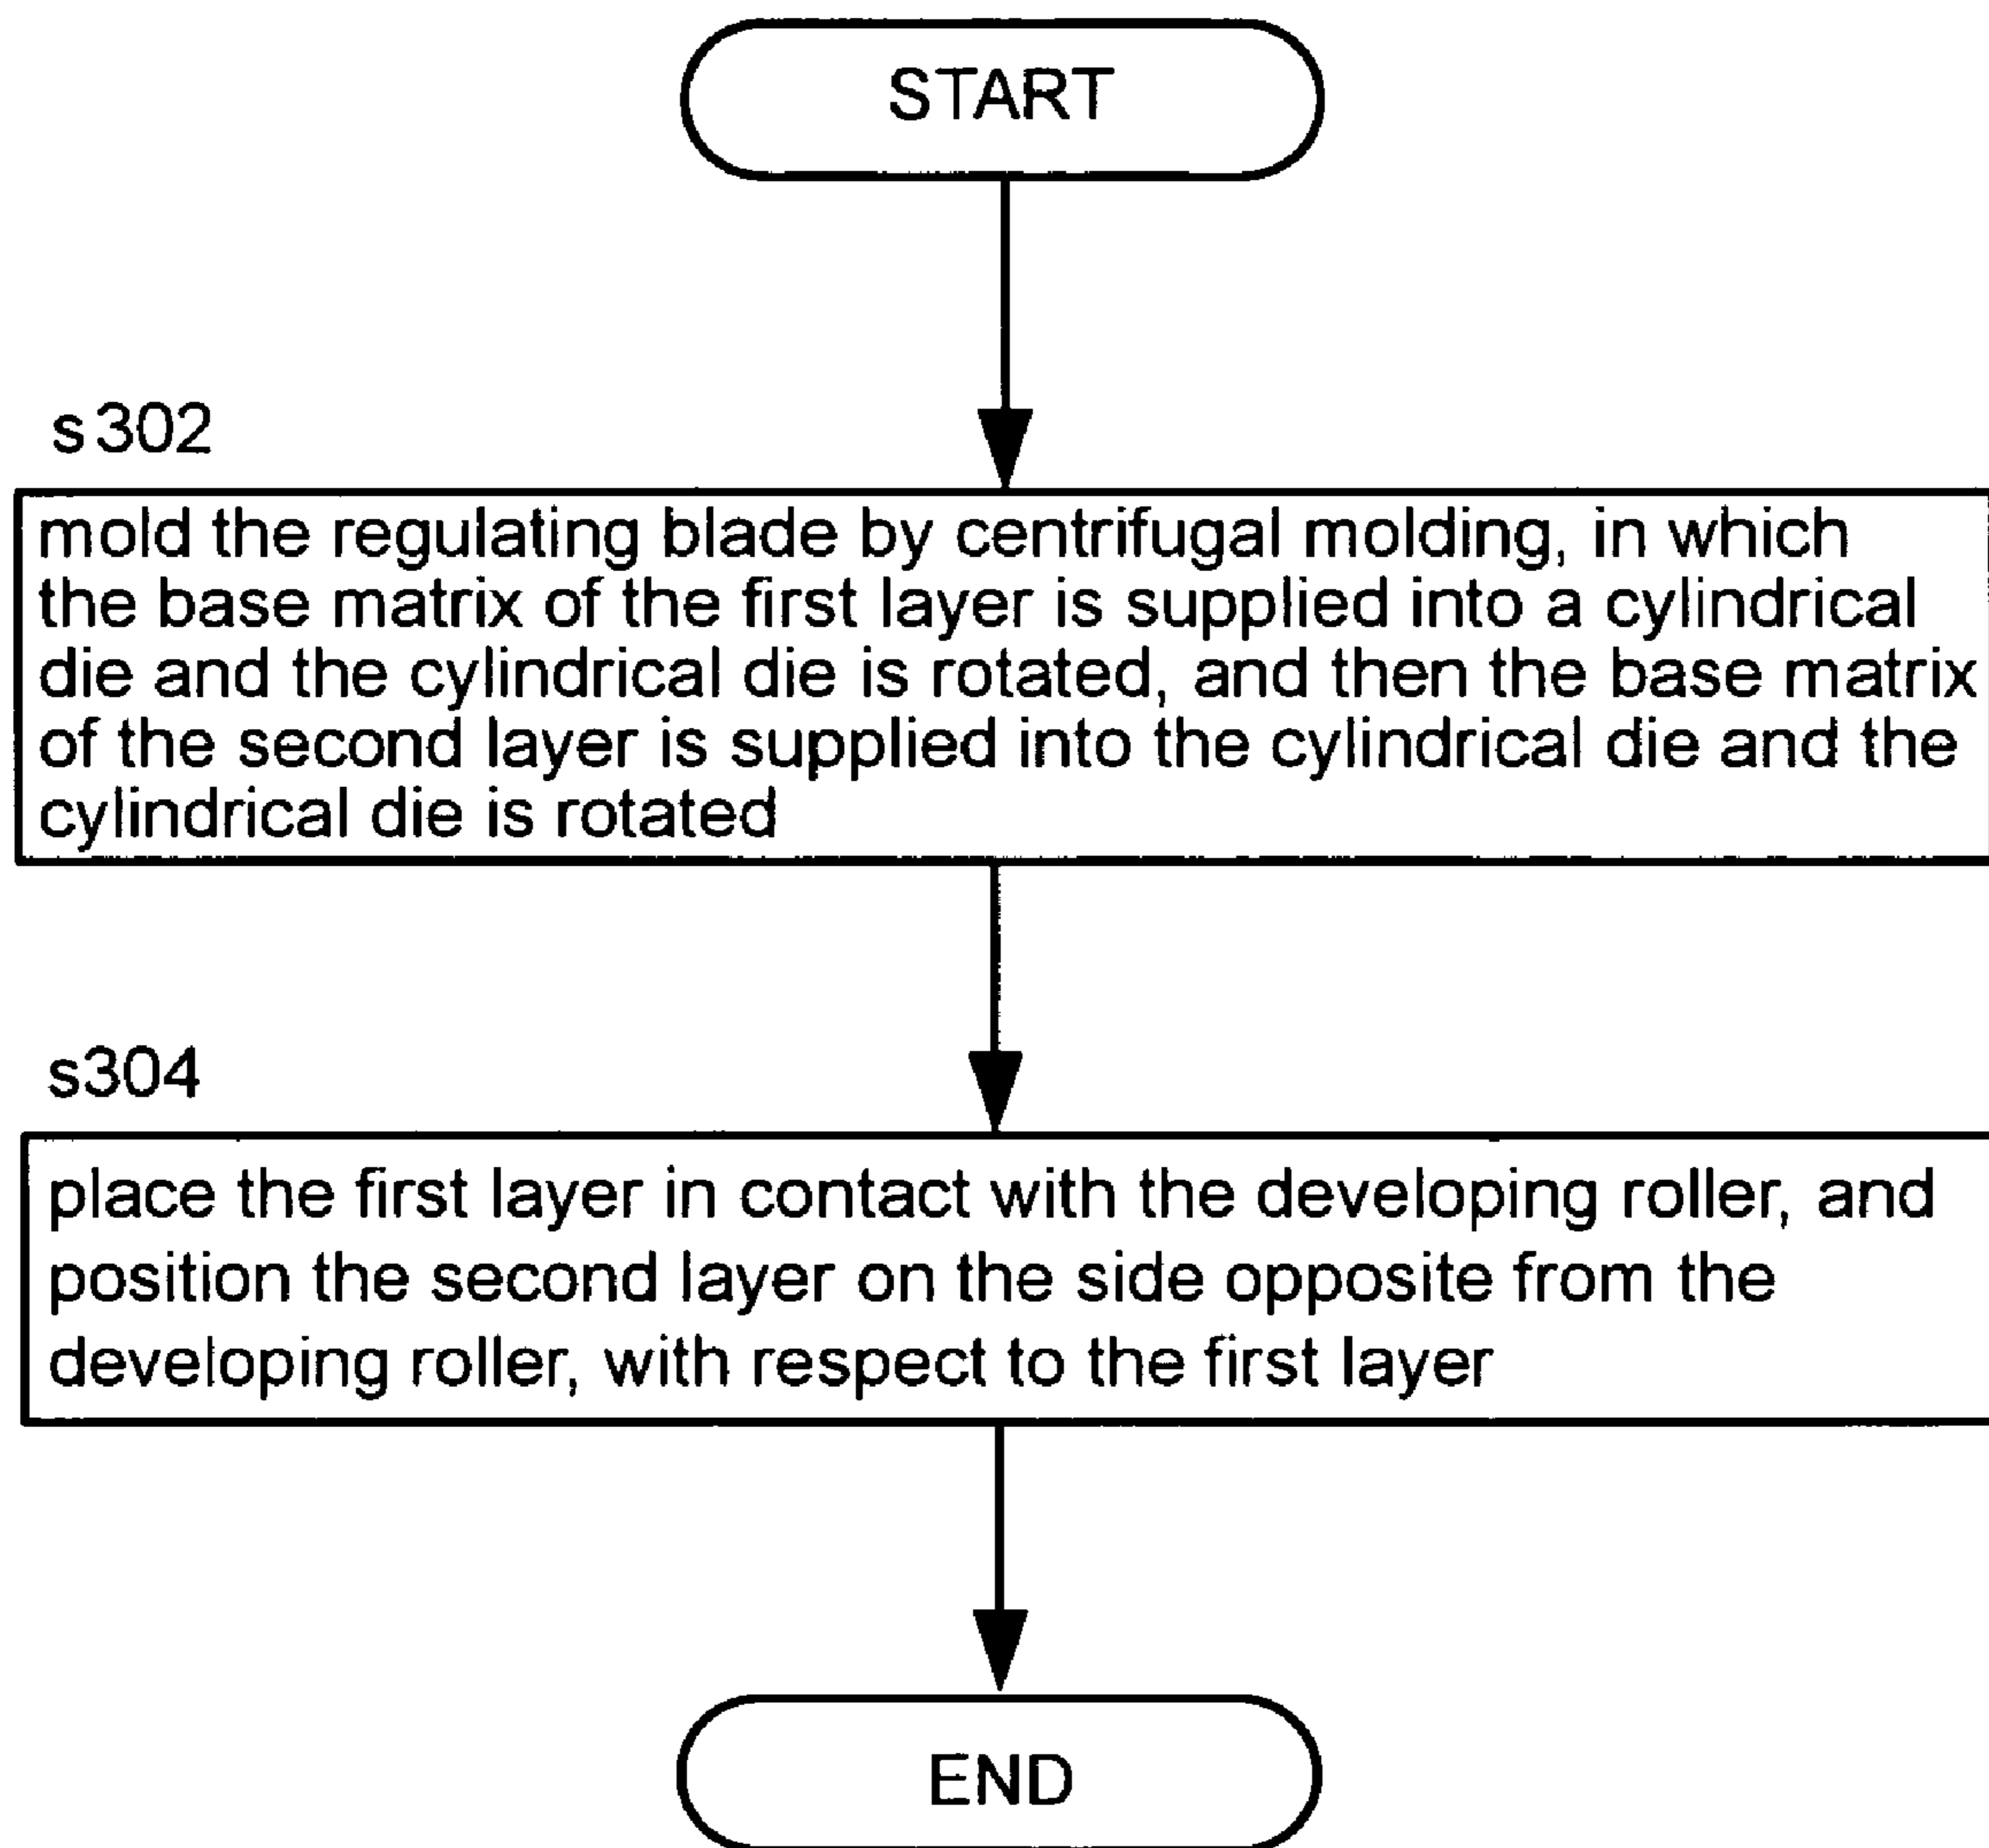 START
s302
mold the regulating blade by centrifugal molding, in which
the base matrix of the first layer is supplied into a cylindrical
die and the cylindrical die is rotated, and then the base matrix
of the second layer is supplied into the cylindrical die and the
cylindrical die is rotated
s304
place the first layer in contact with the developing roller, and
position the second layer on the side opposite from the
developing roller, with respect to the first layer
END